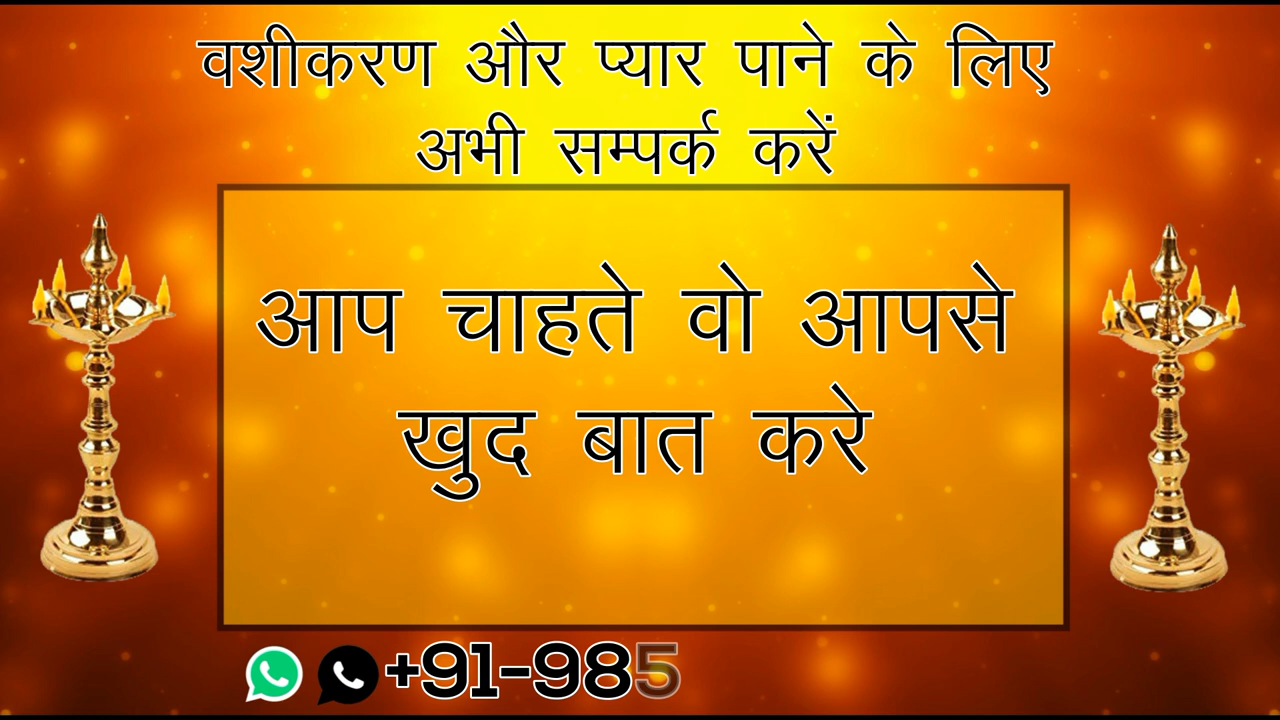 वशीकरण और प्यार पाने के लिए
अभी सम्पर्क करें
आप चाहते वो आपसे
खुद बात करे
+91-985